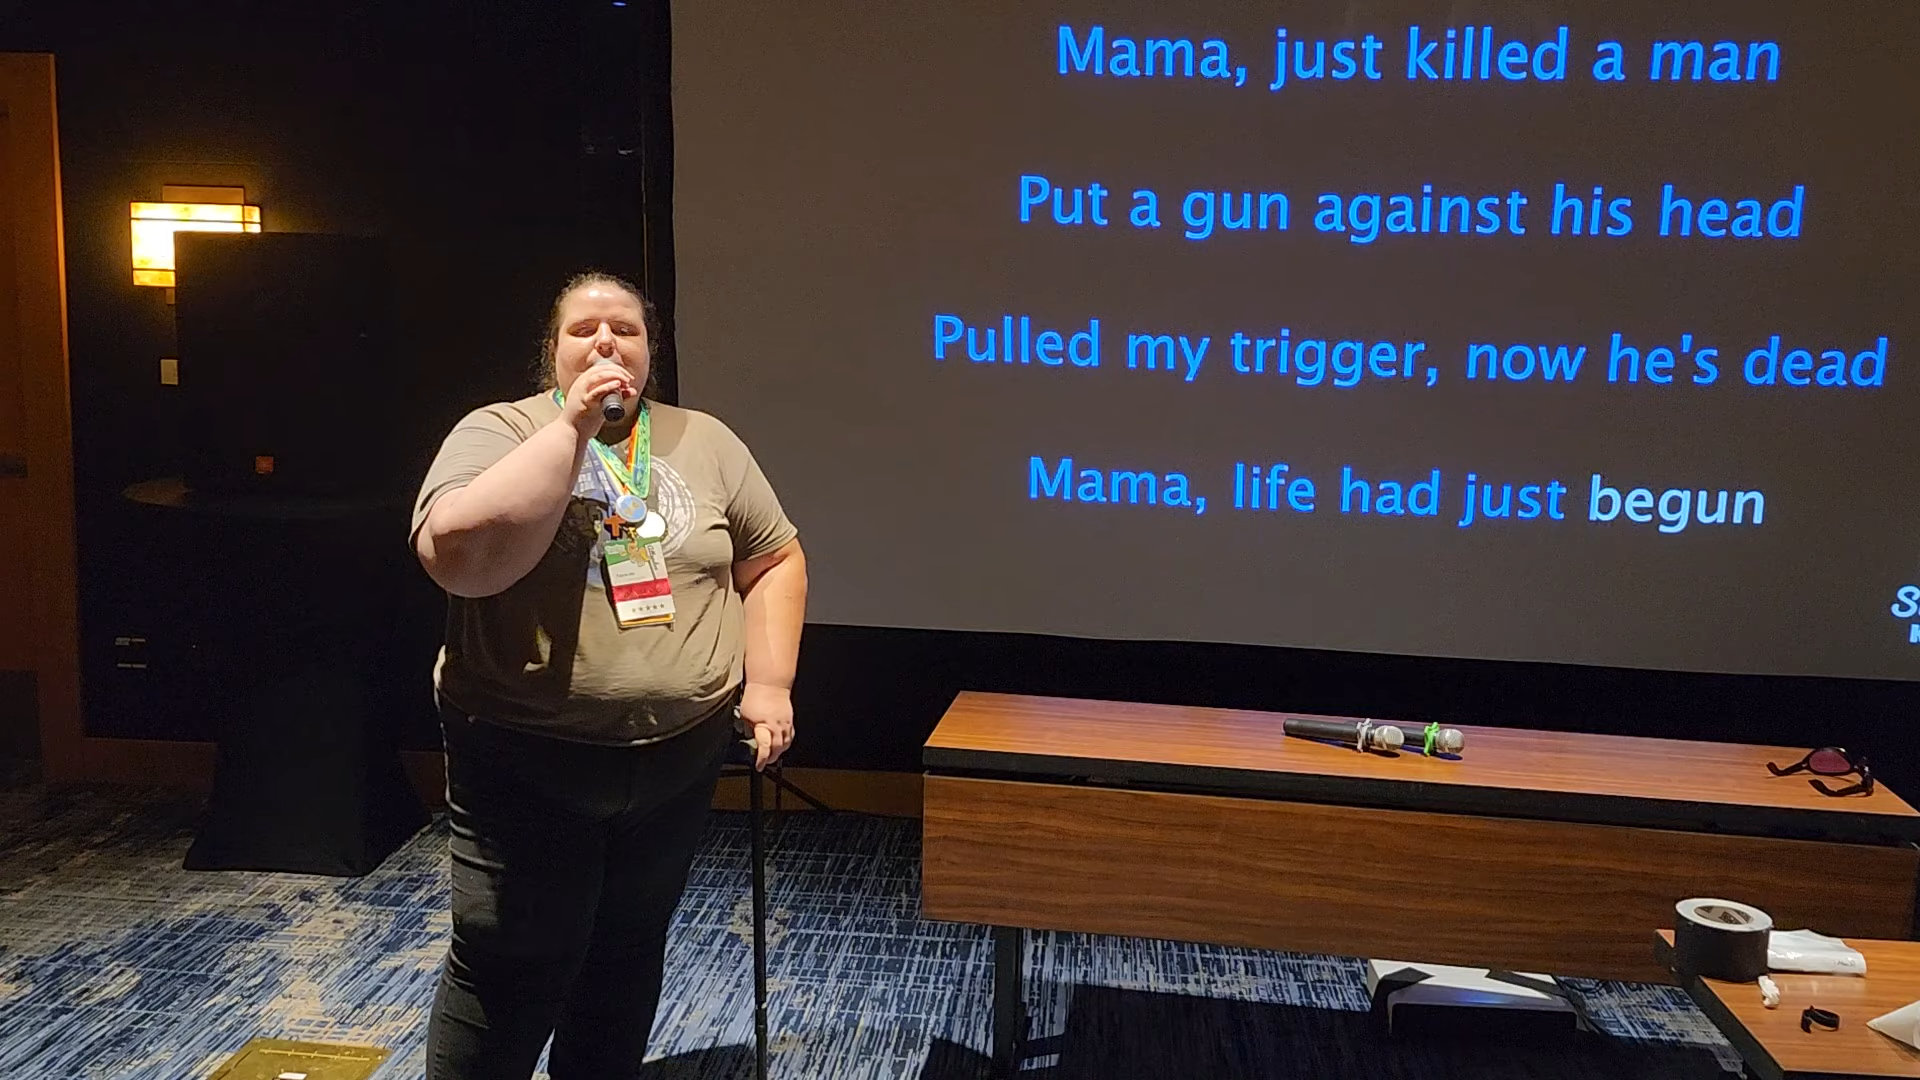 Mama, just killed a man
Put a gun against his head
Pulled my trigger, now he's dead
Mama, life had just begun